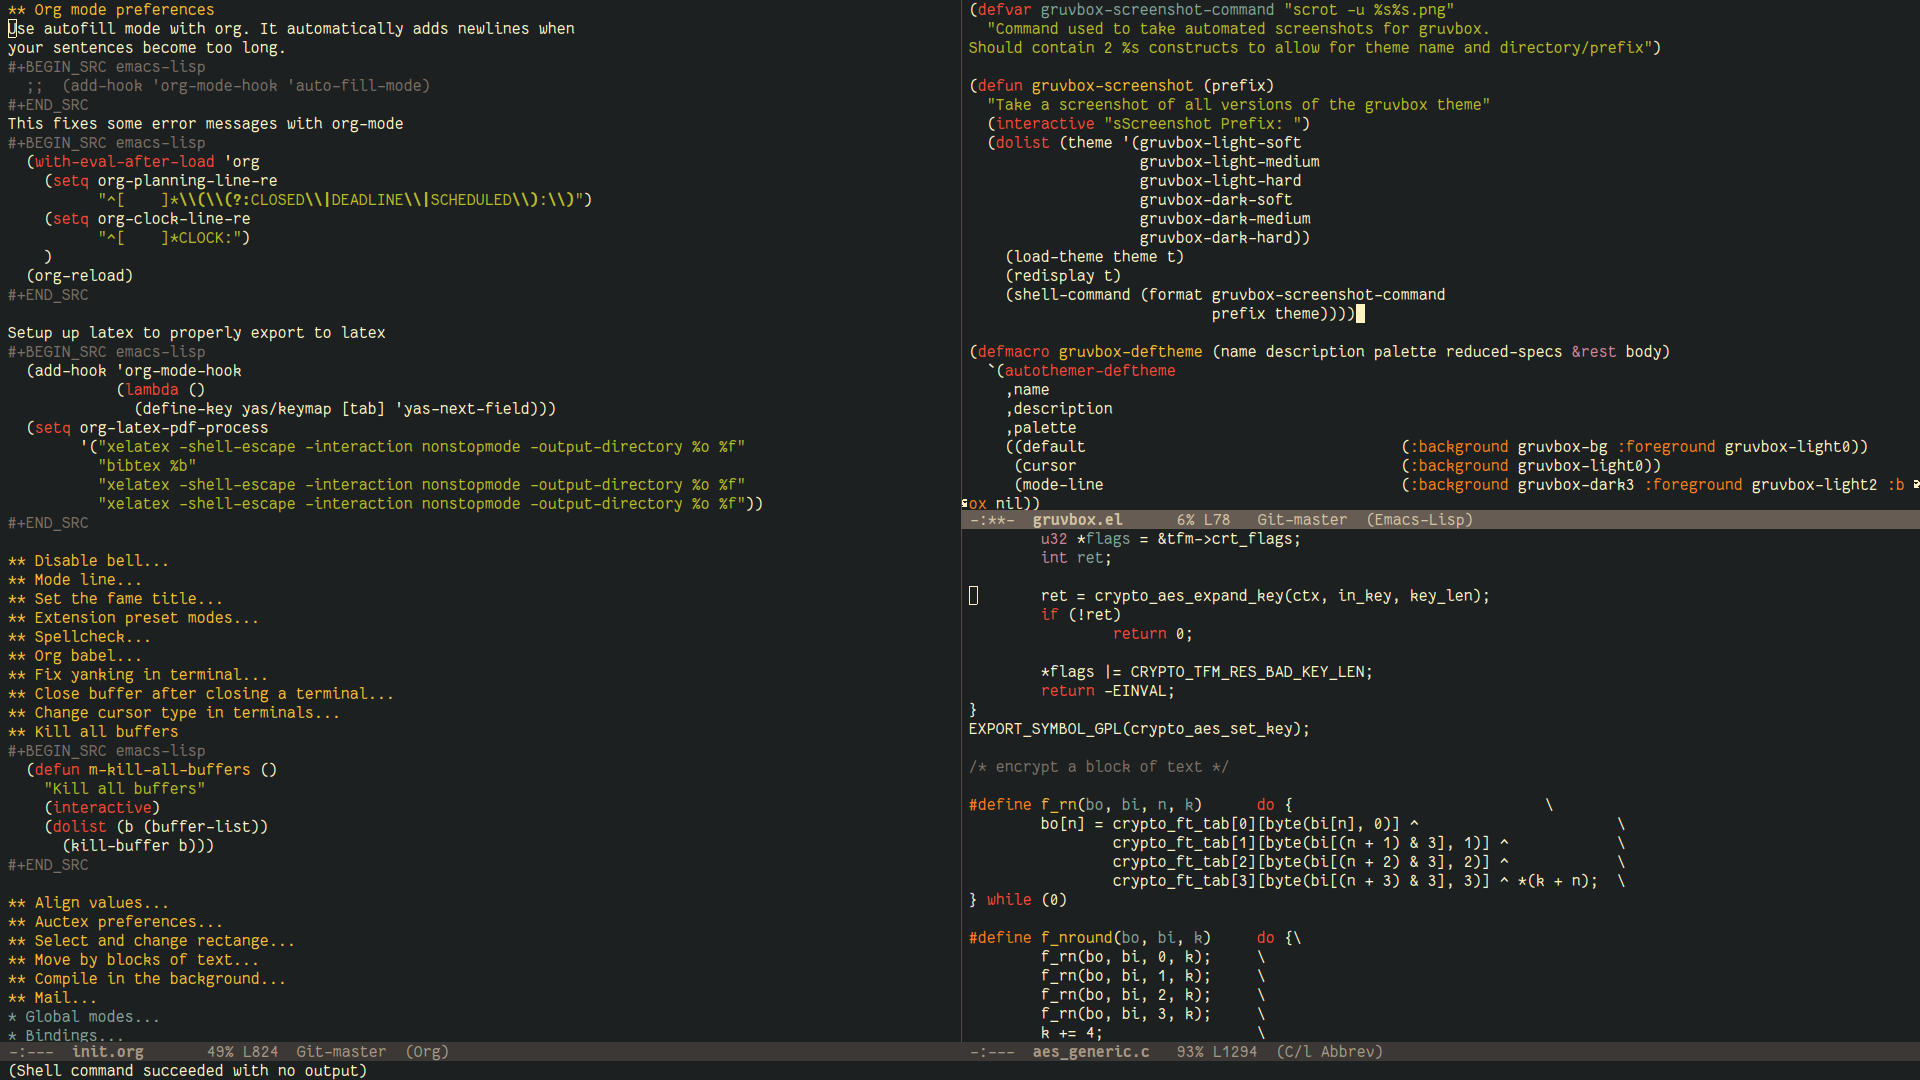 ** Org mode preferences
Use autofill mode with org. It automatically adds newlines when
your sentences become too long.
#+BEGIN_SRC emacs-lisp
  ;;  (add-hook 'org-mode-hook 'auto-fill-mode)
#+END_SRC
This fixes some error messages with org-mode
#+BEGIN_SRC emacs-lisp
  (with-eval-after-load 'org
    (setq org-planning-line-re
          "^[    ]*\\(\\(?:CLOSED\\|DEADLINE\\|SCHEDULED\\):\\)")
    (setq org-clock-line-re
          "^[    ]*CLOCK:")
    )
  (org-reload)
#+END_SRC

Setup up latex to properly export to latex
#+BEGIN_SRC emacs-lisp
  (add-hook 'org-mode-hook
            (lambda ()
              (define-key yas/keymap [tab] 'yas-next-field)))
  (setq org-latex-pdf-process
        '("xelatex -shell-escape -interaction nonstopmode -output-directory %o %f"
          "bibtex %b"
          "xelatex -shell-escape -interaction nonstopmode -output-directory %o %f"
          "xelatex -shell-escape -interaction nonstopmode -output-directory %o %f"))
#+END_SRC

** Disable bell...
** Mode line...
** Set the fame title...
** Extension preset modes...
** Spellcheck...
** Org babel...
** Fix yanking in terminal...
** Close buffer after closing a terminal...
** Change cursor type in terminals...
** Kill all buffers
#+BEGIN_SRC emacs-lisp
  (defun m-kill-all-buffers ()
    "Kill all buffers"
    (interactive)
    (dolist (b (buffer-list))
      (kill-buffer b)))
#+END_SRC

** Align values...
** Auctex preferences...
** Select and change rectange...
** Move by blocks of text...
** Compile in the background...
** Mail...
* Global modes...
* Bindings...
-:---  init.org       49% L824  Git-master  (Org)
(Shell command succeeded with no output)
(defvar gruvbox-screenshot-command "scrot -u %s%s.png"
  "Command used to take automated screenshots for gruvbox.
Should contain 2 %s constructs to allow for theme name and directory/prefix")

(defun gruvbox-screenshot (prefix)
  "Take a screenshot of all versions of the gruvbox theme"
  (interactive "sScreenshot Prefix: ")
  (dolist (theme '(gruvbox-light-soft
                   gruvbox-light-medium
                   gruvbox-light-hard
                   gruvbox-dark-soft
                   gruvbox-dark-medium
                   gruvbox-dark-hard))
    (load-theme theme t)
    (redisplay t)
    (shell-command (format gruvbox-screenshot-command
                           prefix theme))))

(defmacro gruvbox-deftheme (name description palette reduced-specs &rest body)
  `(autothemer-deftheme
    ,name
    ,description
    ,palette
    ((default                                   (:background gruvbox-bg :foreground gruvbox-light0))
     (cursor                                    (:background gruvbox-light0))
     (mode-line                                 (:background gruvbox-dark3 :foreground gruvbox-light2 :b
ox nil))
-:**-  gruvbox.el      6% L78   Git-master  (Emacs-Lisp)
        u32 *flags = &tfm->crt_flags;
        int ret;

        ret = crypto_aes_expand_key(ctx, in_key, key_len);
        if (!ret)
                return 0;

        *flags |= CRYPTO_TFM_RES_BAD_KEY_LEN;
        return -EINVAL;
}
EXPORT_SYMBOL_GPL(crypto_aes_set_key);

/* encrypt a block of text */

#define f_rn(bo, bi, n, k)      do {                            \
        bo[n] = crypto_ft_tab[0][byte(bi[n], 0)] ^                      \
                crypto_ft_tab[1][byte(bi[(n + 1) & 3], 1)] ^            \
                crypto_ft_tab[2][byte(bi[(n + 2) & 3], 2)] ^            \
                crypto_ft_tab[3][byte(bi[(n + 3) & 3], 3)] ^ *(k + n);  \
} while (0)

#define f_nround(bo, bi, k)     do {\
        f_rn(bo, bi, 0, k);     \
        f_rn(bo, bi, 1, k);     \
        f_rn(bo, bi, 2, k);     \
        f_rn(bo, bi, 3, k);     \
        k += 4;                 \
-:---  aes_generic.c   93% L1294  (C/l Abbrev)